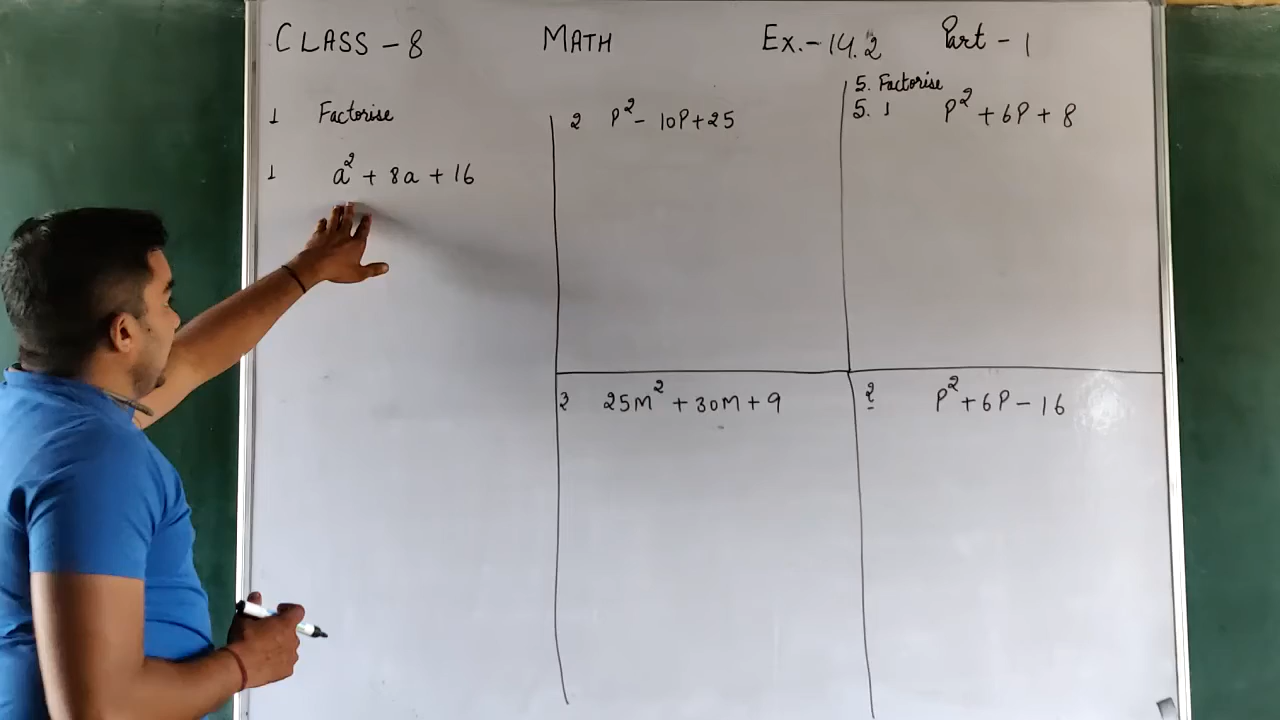 CLASS - 8 MATH Ex.-14.2 Part - 1
1 Factorise
1 a² + 8a + 16
2 P² - 10P + 25
3 25M² + 30M + 9
5. Factorise
5. 1 P² + 6P + 8
2 P² + 6P - 16